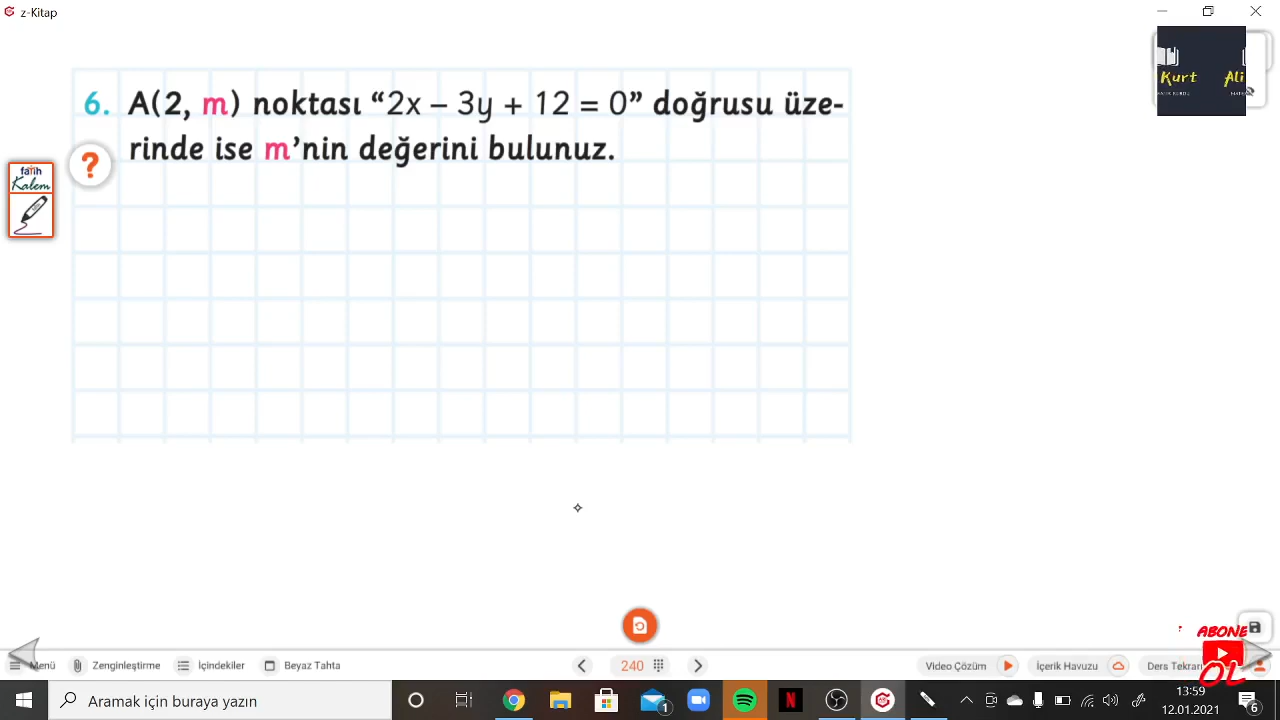 z-Kitap
Kurt Ali
6. A(2, m) noktası “2x – 3y + 12 = 0” doğrusu üze-
rinde ise m’nin değerini bulunuz.
?
fatih
Kalem
ABONE
OL
Menü Zenginleştirme İçindekiler Beyaz Tahta 240 Video Çözüm İçerik Havuzu Ders Tekrarı
Aramak için buraya yazın
1
N
13:59
12.01.2021
6